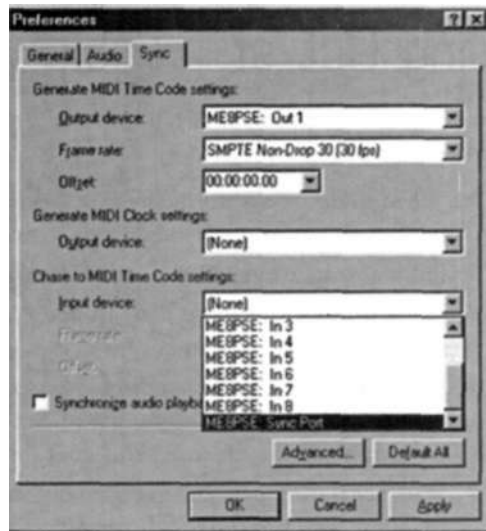 Preferences
General Audio Sync
Generate MIDI Time Code settings:
Output device: ME8PSE: Out 1
Frame rate: SMPTE Non-Drop 30 (30 fps)
Offset: 00:00:00.00
Generate MIDI Clock settings:
Output device: (None)
Chase to MIDI Time Code settings:
Input device: (None)
ME8PSE: In 3
Frame rate: ME8PSE: In 4
ME8PSE: In 5
Offset: ME8PSE: In 6
ME8PSE: In 7
Synchronize audio playb ME8PSE: In 8
ME8PSE: Sync Port
Advanced... Default All
OK Cancel Apply